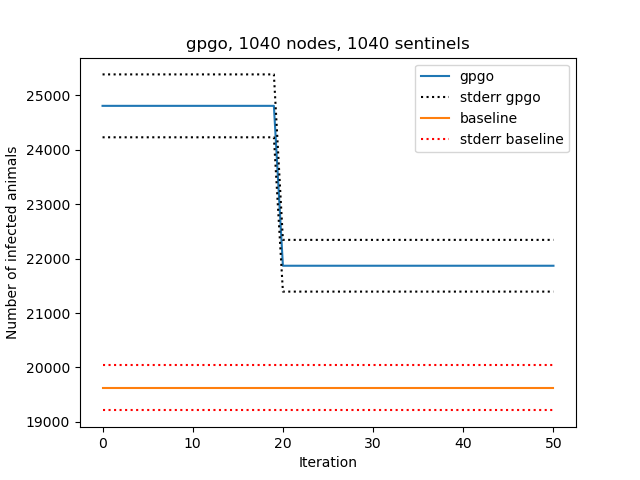 gpgo, 1040 nodes, 1040 sentinels
gpgo
stderr gpgo
baseline
stderr baseline
25000
24000
23000
22000
21000
20000
19000
Number of infected animals
0 10 20 30 40 50
Iteration